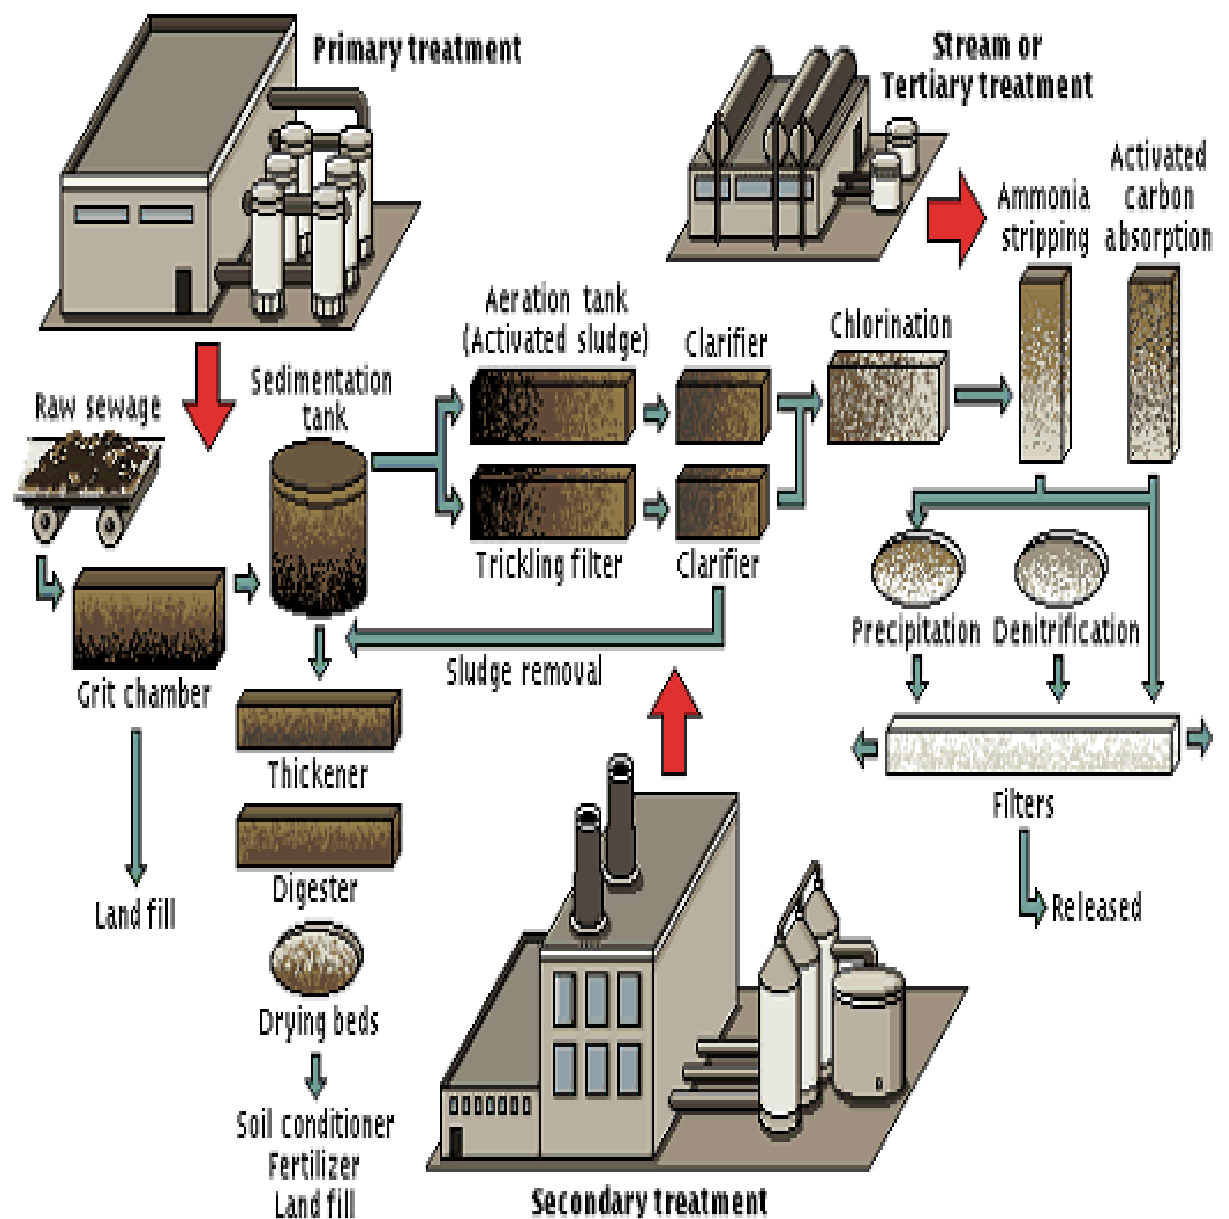 Primary treatment
Stream or
Tertiary treatment
Activated
carbon
absorption
Ammonia
stripping
Aeration tank
(Activated sludge)
Clarifier
Chlorination
Sedimentation
tank
Raw sewage
Trickling filter
Clarifier
Precipitation
Denitrification
Sludge removal
Grit chamber
Thickener
Filters
Digester
Land fill
Released
Drying beds
Soil conditioner
Fertilizer
Land fill
Secondary treatment